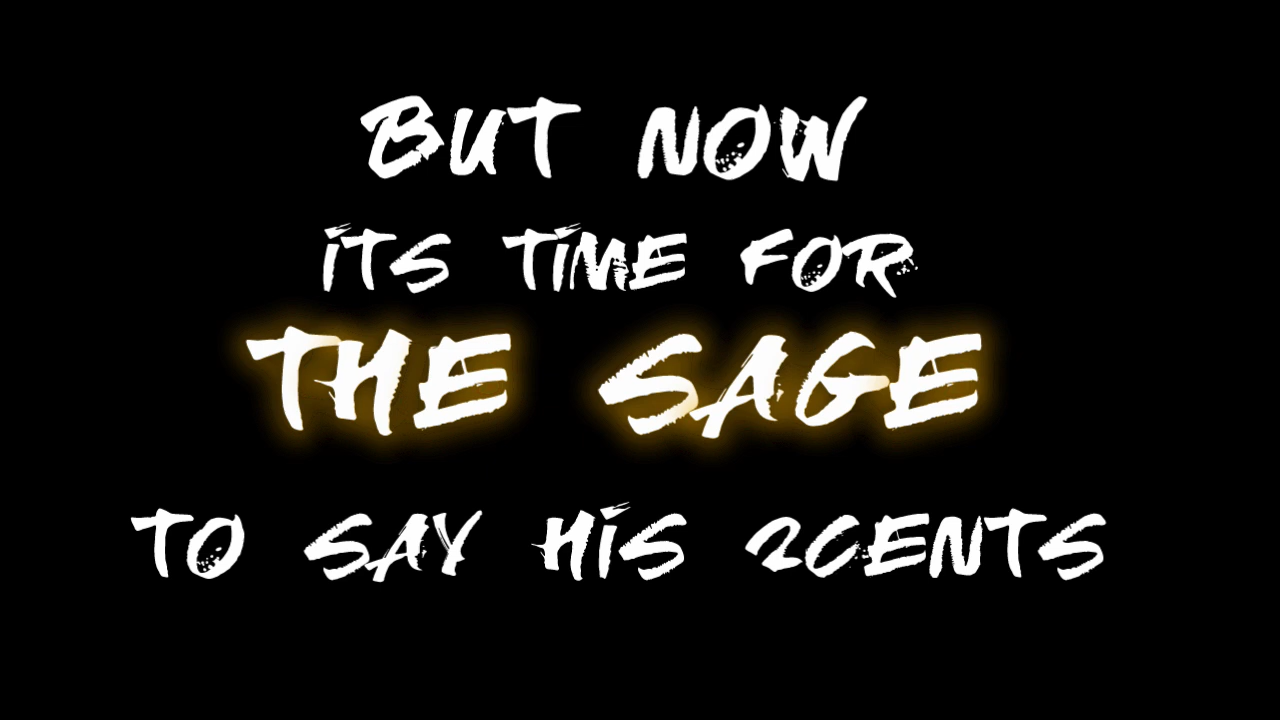 BUT NOW
iTS TiME FOR
THE SAGE
TO SAY HiS 2CENTS